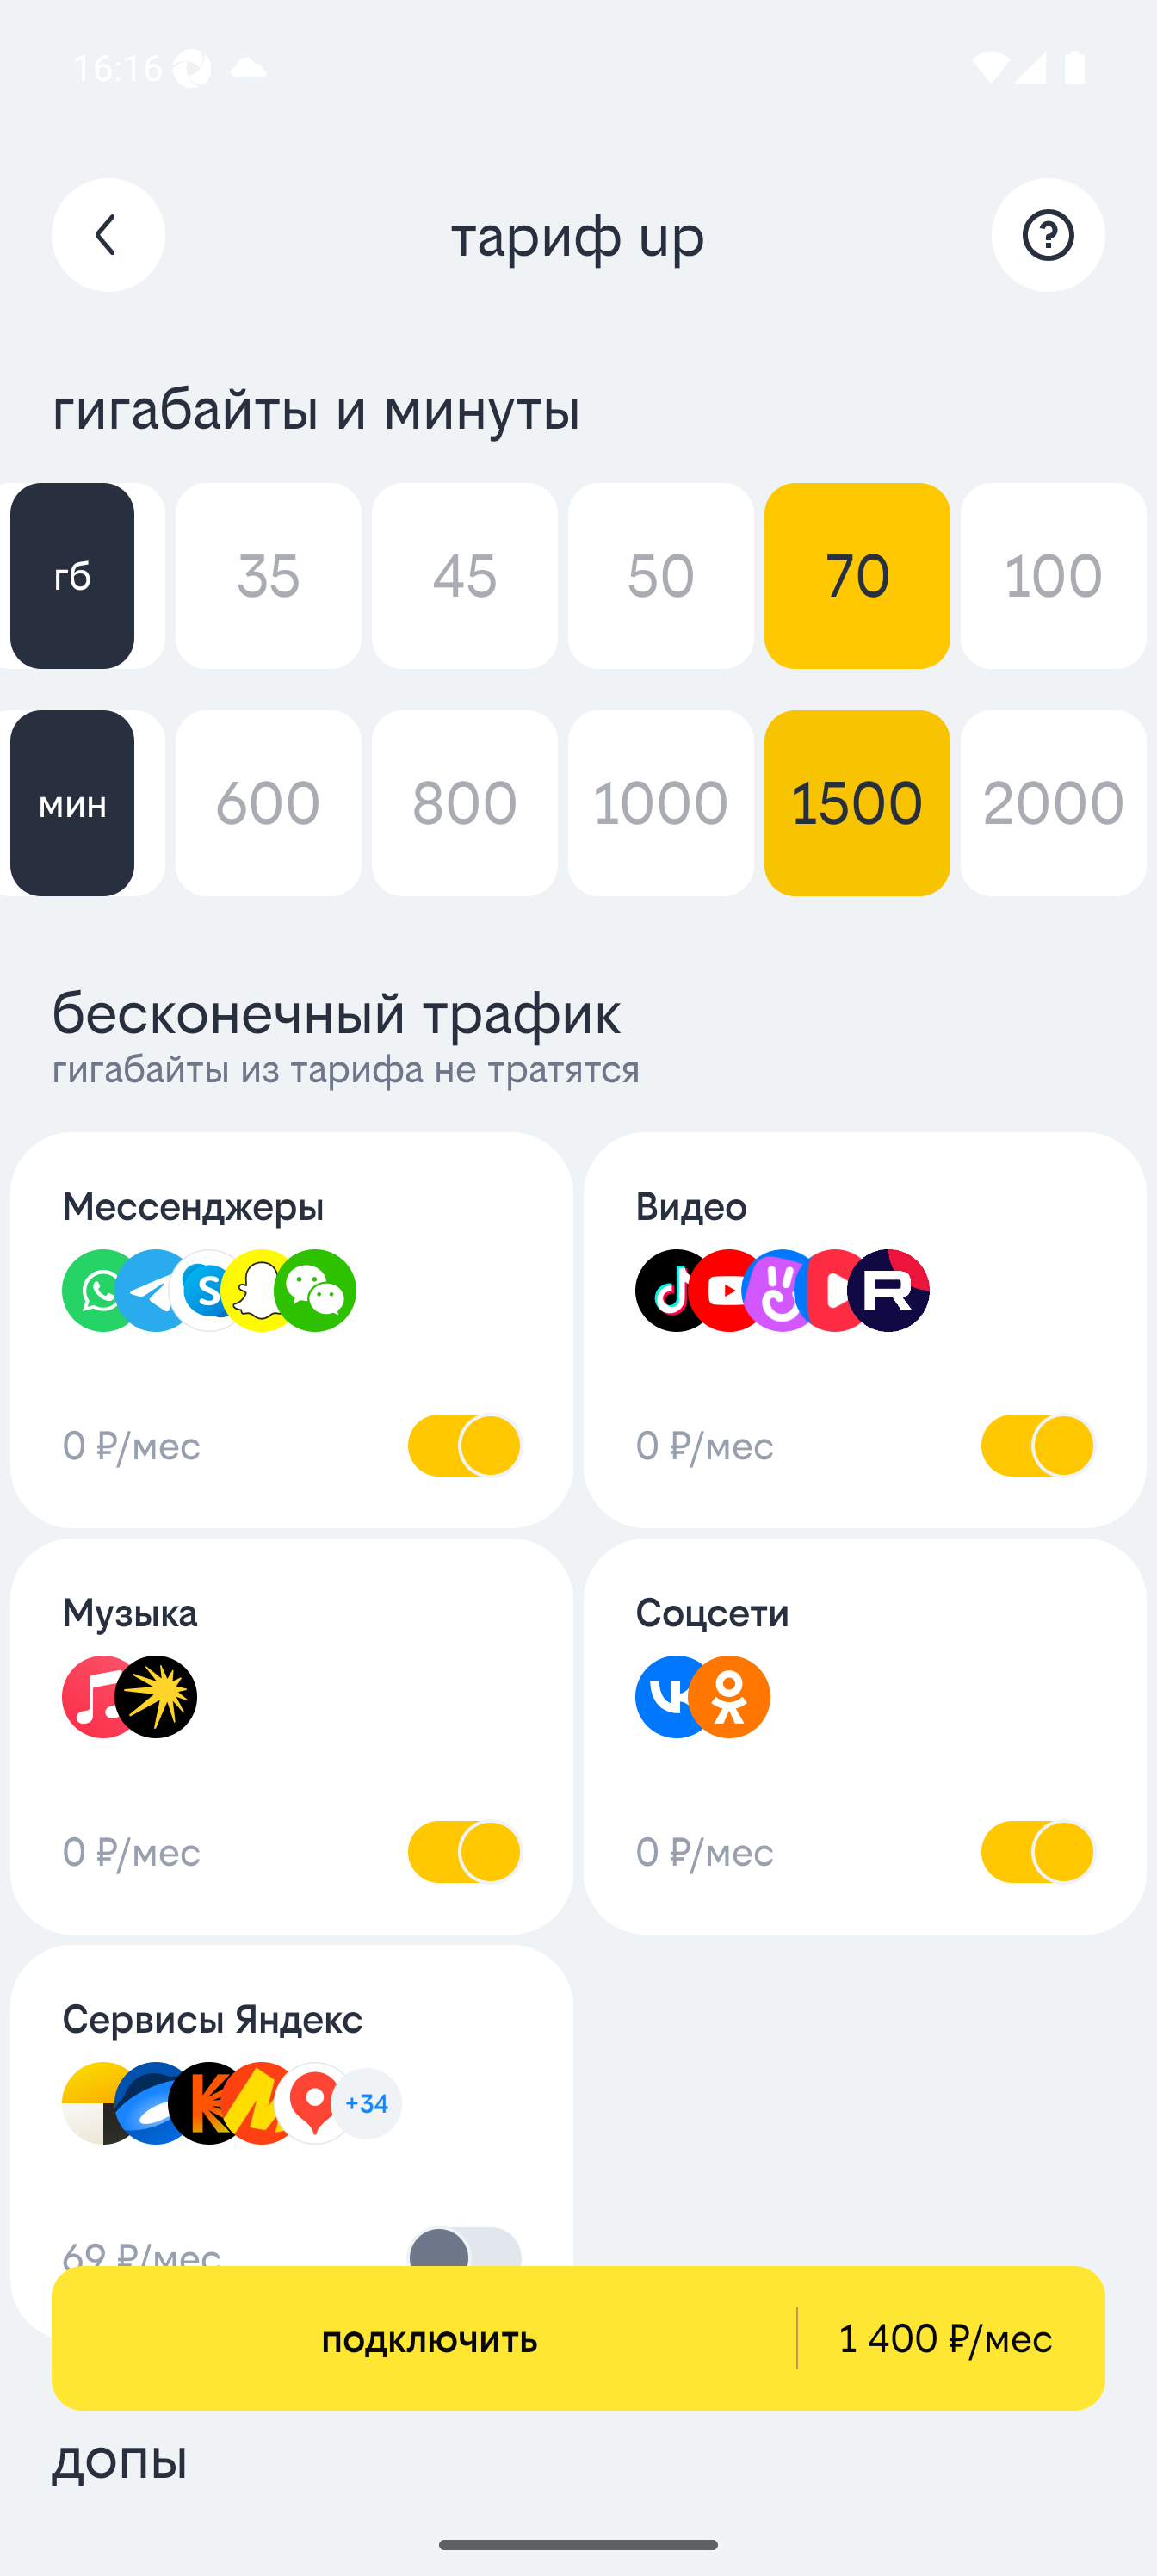 16:16
тариф up
гигабайты и минуты
гб 35 45 50 70 100
мин 600 800 1000 1500 2000
бесконечный трафик
гигабайты из тарифа не тратятся
Мессенджеры
0 ₽/мес
Видео
0 ₽/мес
Музыка
0 ₽/мес
Соцсети
0 ₽/мес
Сервисы Яндекс
+34
69 ₽/мес
подключить 1 400 ₽/мес
допы